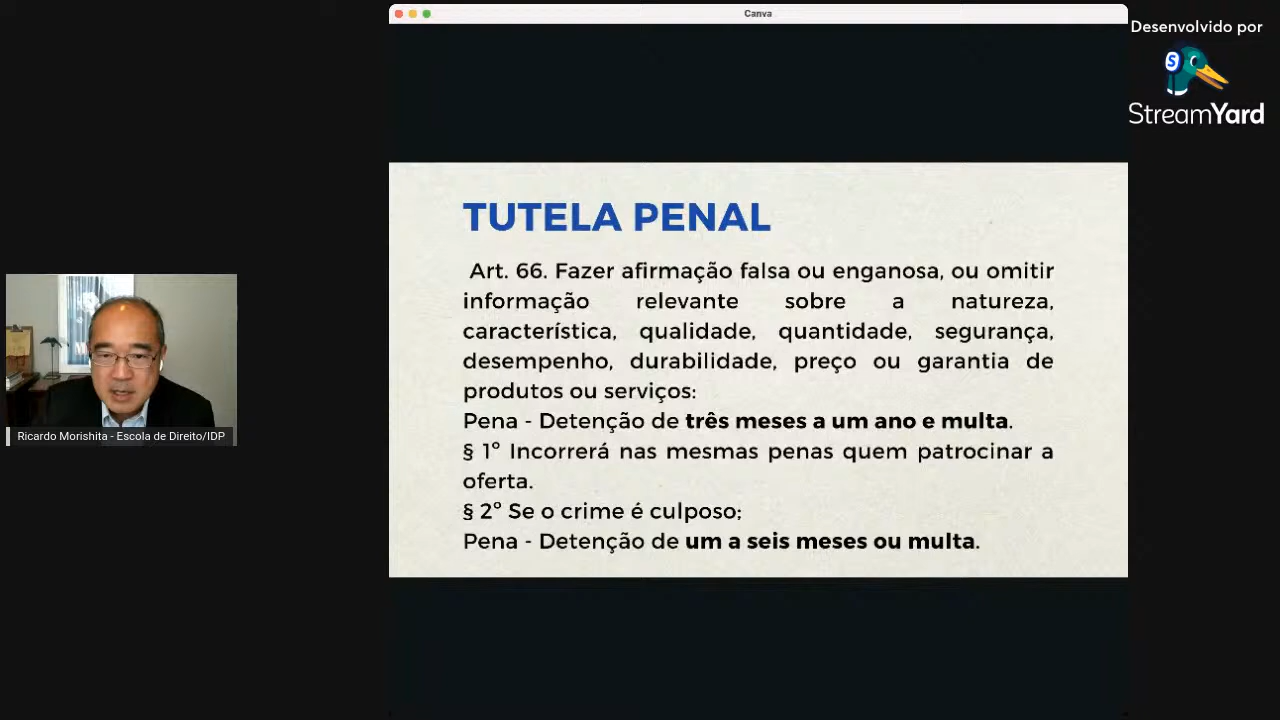 Canva
Desenvolvido por
StreamYard
TUTELA PENAL
Art. 66. Fazer afirmação falsa ou enganosa, ou omitir
informação relevante sobre a natureza,
característica, qualidade, quantidade, segurança,
desempenho, durabilidade, preço ou garantia de
produtos ou serviços:
Pena - Detenção de três meses a um ano e multa.
§ 1º Incorrerá nas mesmas penas quem patrocinar a
oferta.
§ 2º Se o crime é culposo;
Pena - Detenção de um a seis meses ou multa.
Ricardo Morishita - Escola de Direito/IDP